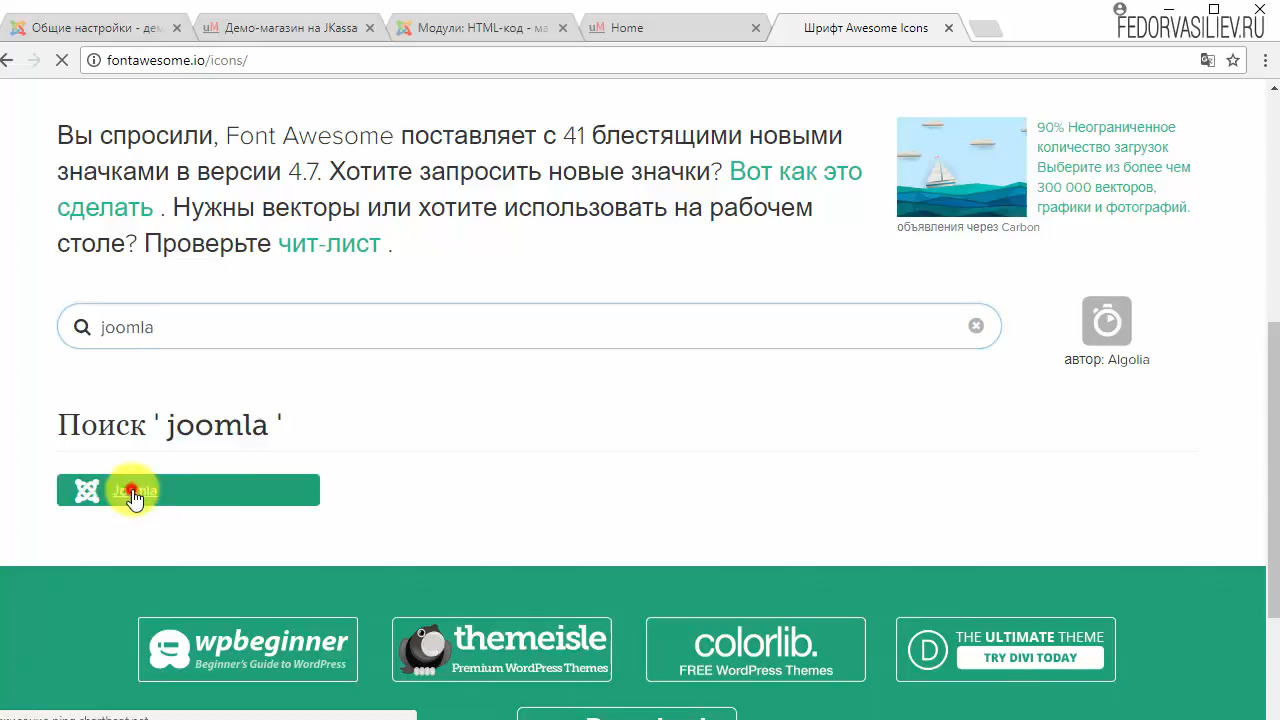 Общие настройки - дем
Демо-магазин на JKassa
Модули: HTML-код - ма
Home
Шрифт Awesome Icons
FEDORVASILIEV.RU
fontawesome.io/icons/
Вы спросили, Font Awesome поставляет с 41 блестящими новыми
значками в версии 4.7. Хотите запросить новые значки? Вот как это
сделать . Нужны векторы или хотите использовать на рабочем
столе? Проверьте чит-лист .
90% Неограниченное
количество загрузок
Выберите из более чем
300 000 векторов,
графики и фотографий.
объявления через Carbon
joomla
автор: Algolia
Поиск ' joomla '
Joomla
wpbeginner
Beginner's Guide to WordPress
themeisle
Premium WordPress Themes
colorlib.
FREE WordPress Themes
D
THE ULTIMATE THEME
TRY DIVI TODAY